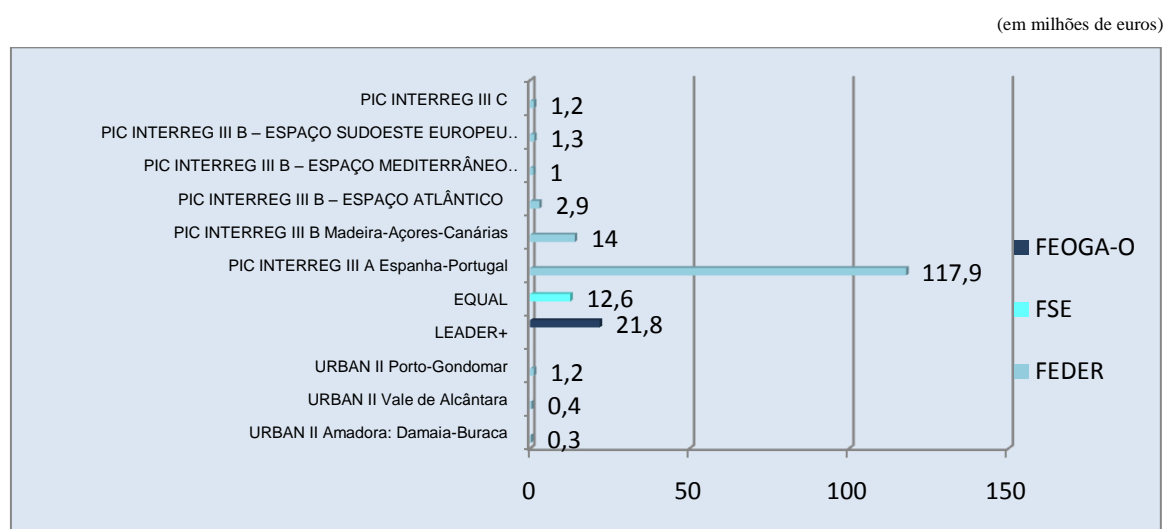 (em milhões de euros)
PIC INTERREG III C 1,2
PIC INTERREG III B – ESPAÇO SUDOESTE EUROPEU.. 1,3
PIC INTERREG III B – ESPAÇO MEDITERRÂNEO.. 1
PIC INTERREG III B – ESPAÇO ATLÂNTICO 2,9
PIC INTERREG III B Madeira-Açores-Canárias 14
PIC INTERREG III A Espanha-Portugal 117,9
EQUAL 12,6
LEADER+ 21,8
URBAN II Porto-Gondomar 1,2
URBAN II Vale de Alcântara 0,4
URBAN II Amadora: Damaia-Buraca 0,3
0 50 100 150
FEOGA-O
FSE
FEDER